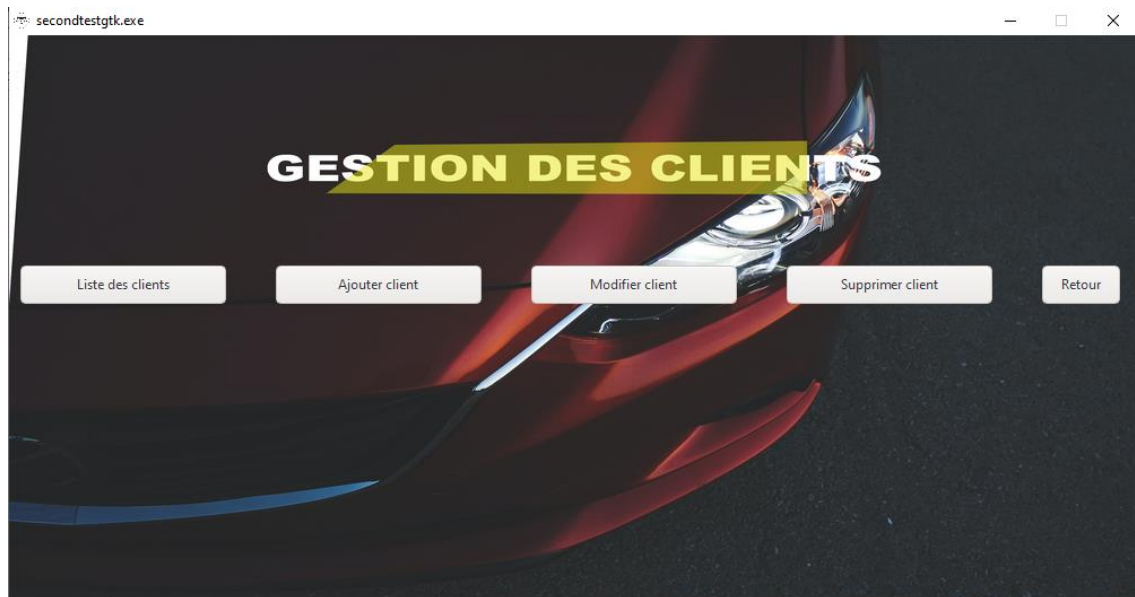 secondtestgtk.exe
GESTION DES CLIENTS
Liste des clients
Ajouter client
Modifier client
Supprimer client
Retour